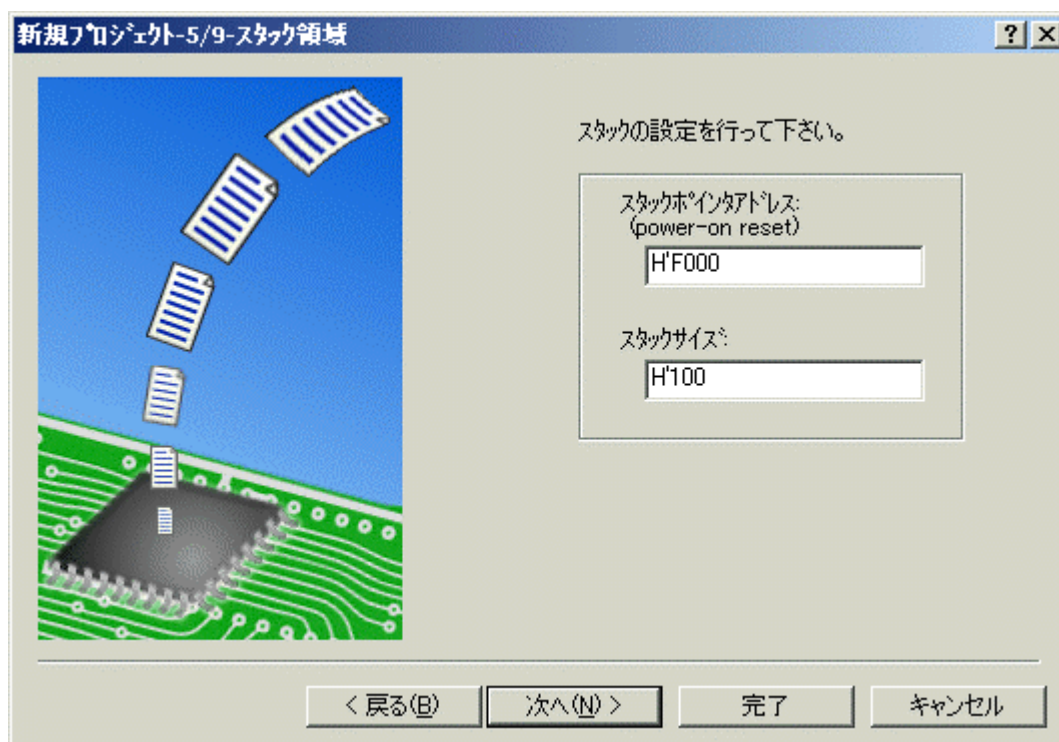 新規ﾌﾟﾛｼﾞｪｸﾄ-5/9-ｽﾀｯｸ領域
ｽﾀｯｸの設定を行って下さい。
ｽﾀｯｸﾎﾟｲﾝﾀｱﾄﾞﾚｽ:
(power-on reset)
H'F000
ｽﾀｯｸｻｲｽﾞ:
H'100
< 戻る(B)
次へ(N) >
完了
キャンセル